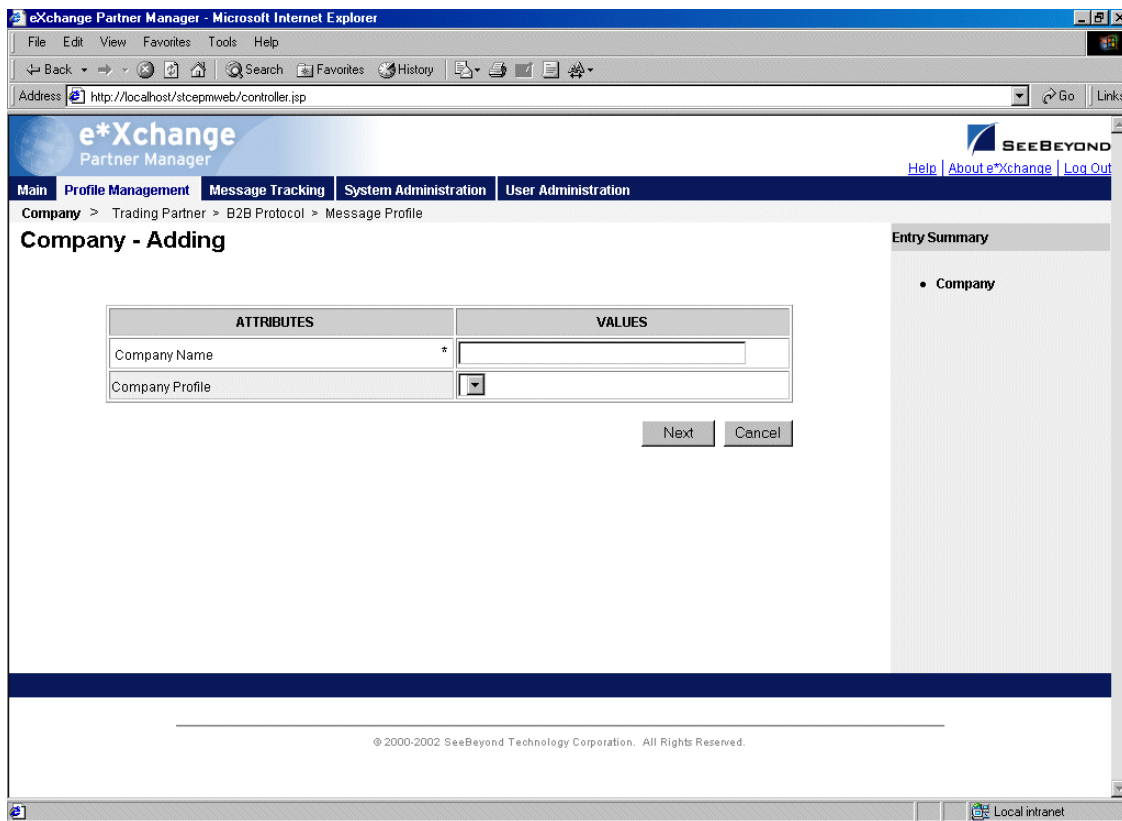 eXchange Partner Manager - Microsoft Internet Explorer
File Edit View Favorites Tools Help
Back Search Favorites History
Address http://localhost/stcepmweb/controller.jsp Go Links
e*Xchange
Partner Manager
SEEBEYOND
Help | About e*Xchange | Log Out
Main Profile Management Message Tracking System Administration User Administration
Company > Trading Partner > B2B Protocol > Message Profile
Company - Adding
Entry Summary
• Company
ATTRIBUTES VALUES
Company Name *
Company Profile
Next Cancel
© 2000-2002 SeeBeyond Technology Corporation. All Rights Reserved.
Local intranet